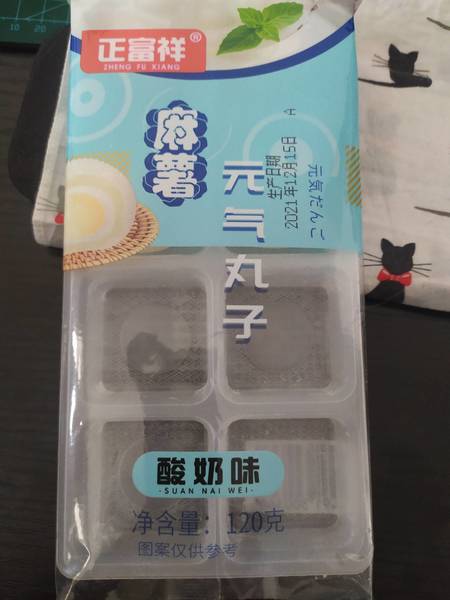 正富祥®
ZHENG FU XIANG
麻薯
元气丸子
元気だんご
生产日期
2021年12月15日
A
酸奶味
·SUAN NAI WEI·
净含量：120克
图案仅供参考
10 20